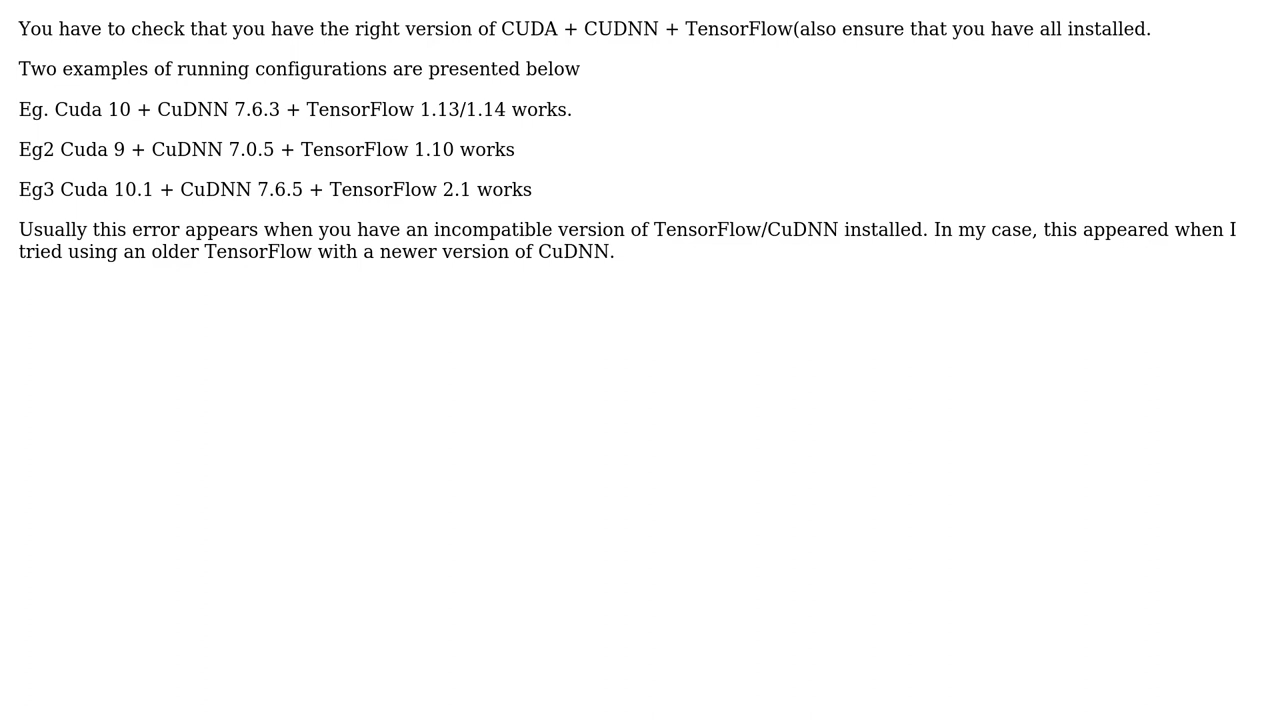 You have to check that you have the right version of CUDA + CUDNN + TensorFlow(also ensure that you have all installed.
Two examples of running configurations are presented below
Eg. Cuda 10 + CuDNN 7.6.3 + TensorFlow 1.13/1.14 works.
Eg2 Cuda 9 + CuDNN 7.0.5 + TensorFlow 1.10 works
Eg3 Cuda 10.1 + CuDNN 7.6.5 + TensorFlow 2.1 works
Usually this error appears when you have an incompatible version of TensorFlow/CuDNN installed. In my case, this appeared when I
tried using an older TensorFlow with a newer version of CuDNN.